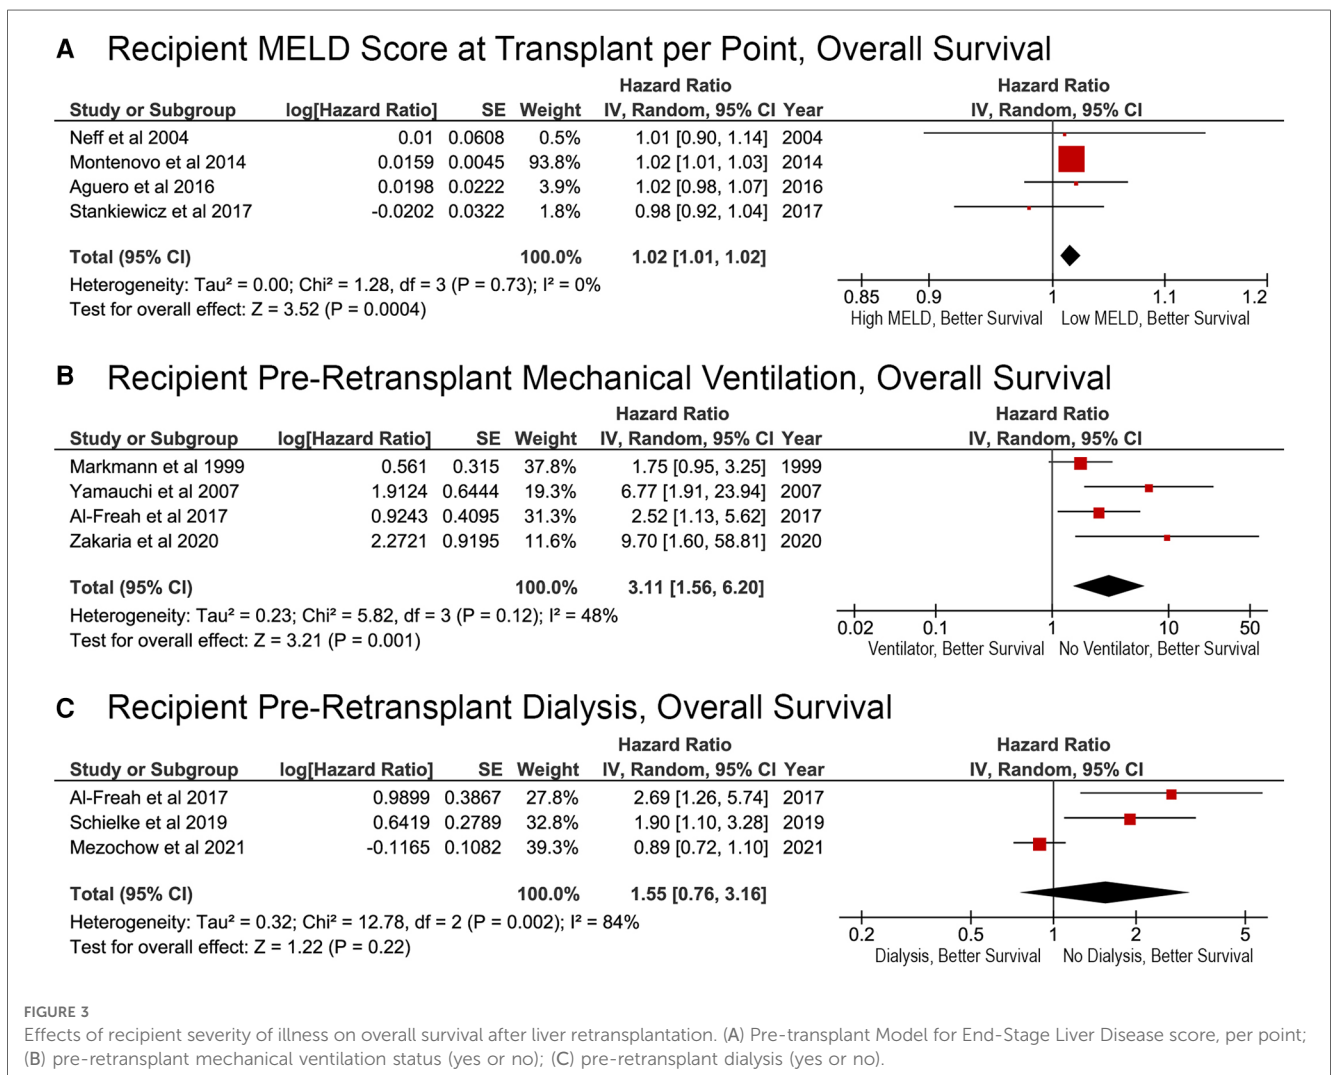 A Recipient MELD Score at Transplant per Point, Overall Survival
Hazard Ratio Hazard Ratio
Study or Subgroup log[Hazard Ratio] SE Weight IV, Random, 95% CI Year IV, Random, 95% CI
Neff et al 2004 0.01 0.0608 0.5% 1.01 [0.90, 1.14] 2004
Montenovo et al 2014 0.0159 0.0045 93.8% 1.02 [1.01, 1.03] 2014
Aguero et al 2016 0.0198 0.0222 3.9% 1.02 [0.98, 1.07] 2016
Stankiewicz et al 2017 -0.0202 0.0322 1.8% 0.98 [0.92, 1.04] 2017
Total (95% CI) 100.0% 1.02 [1.01, 1.02]
Heterogeneity: Tau² = 0.00; Chi² = 1.28, df = 3 (P = 0.73); I² = 0%
Test for overall effect: Z = 3.52 (P = 0.0004)
0.85 0.9 1 1.1 1.2
High MELD, Better Survival Low MELD, Better Survival
B Recipient Pre-Retransplant Mechanical Ventilation, Overall Survival
Hazard Ratio Hazard Ratio
Study or Subgroup log[Hazard Ratio] SE Weight IV, Random, 95% CI Year IV, Random, 95% CI
Markmann et al 1999 0.561 0.315 37.8% 1.75 [0.95, 3.25] 1999
Yamauchi et al 2007 1.9124 0.6444 19.3% 6.77 [1.91, 23.94] 2007
Al-Freah et al 2017 0.9243 0.4095 31.3% 2.52 [1.13, 5.62] 2017
Zakaria et al 2020 2.2721 0.9195 11.6% 9.70 [1.60, 58.81] 2020
Total (95% CI) 100.0% 3.11 [1.56, 6.20]
Heterogeneity: Tau² = 0.23; Chi² = 5.82, df = 3 (P = 0.12); I² = 48%
Test for overall effect: Z = 3.21 (P = 0.001)
0.02 0.1 1 10 50
Ventilator, Better Survival No Ventilator, Better Survival
C Recipient Pre-Retransplant Dialysis, Overall Survival
Hazard Ratio Hazard Ratio
Study or Subgroup log[Hazard Ratio] SE Weight IV, Random, 95% CI Year IV, Random, 95% CI
Al-Freah et al 2017 0.9899 0.3867 27.8% 2.69 [1.26, 5.74] 2017
Schielke et al 2019 0.6419 0.2789 32.8% 1.90 [1.10, 3.28] 2019
Mezochow et al 2021 -0.1165 0.1082 39.3% 0.89 [0.72, 1.10] 2021
Total (95% CI) 100.0% 1.55 [0.76, 3.16]
Heterogeneity: Tau² = 0.32; Chi² = 12.78, df = 2 (P = 0.002); I² = 84%
Test for overall effect: Z = 1.22 (P = 0.22)
0.2 0.5 1 2 5
Dialysis, Better Survival No Dialysis, Better Survival
FIGURE 3
Effects of recipient severity of illness on overall survival after liver retransplantation. (A) Pre-transplant Model for End-Stage Liver Disease score, per point;
(B) pre-retransplant mechanical ventilation status (yes or no); (C) pre-retransplant dialysis (yes or no).